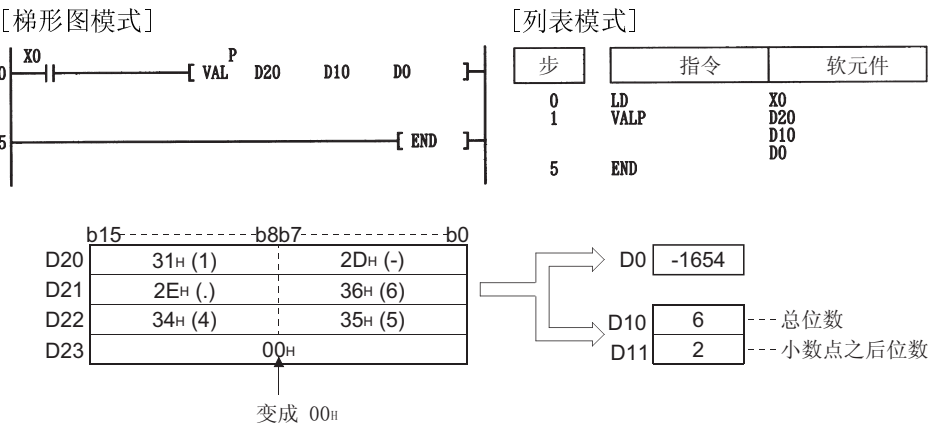 [梯形图模式]
[列表模式]
X0
P
0
VAL D20 D10 D0
5
END
步 指令 软元件
0 LD X0
1 VALP D20
D10
D0
5 END
b15 b8b7 b0
D20 31H (1) 2DH (-)
D21 2EH (.) 36H (6)
D22 34H (4) 35H (5)
D23 00H
变成 00H
D0 -1654
D10 6 总位数
D11 2 小数点之后位数